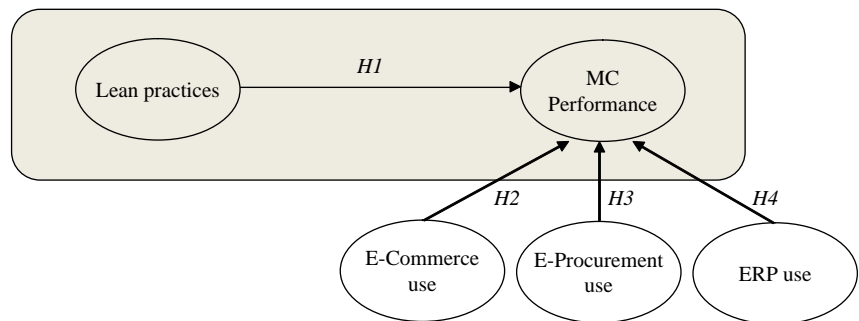 H1
Lean practices
MC
Performance
H2
H3
H4
E-Commerce
use
E-Procurement
use
ERP use